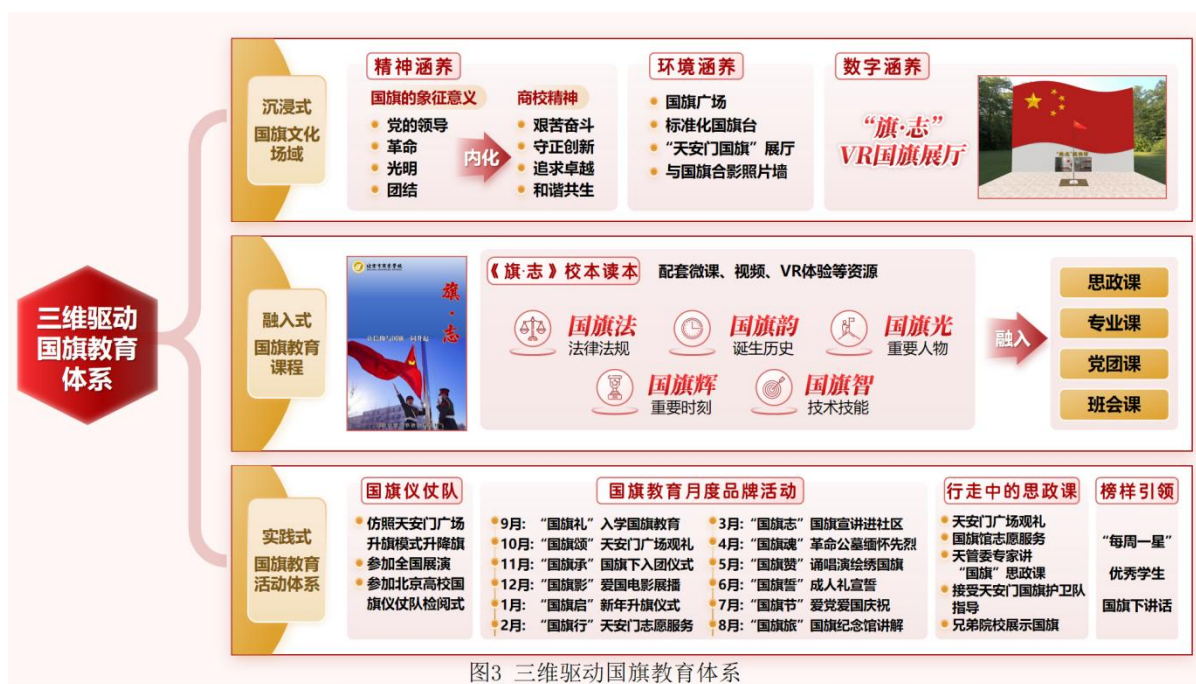 三维驱动
国旗教育
体系
沉浸式
国旗文化
场域
精神涵养
国旗的象征意义
党的领导
革命
光明
团结
内化
商校精神
艰苦奋斗
守正创新
追求卓越
和谐共生
环境涵养
国旗广场
标准化国旗台
“天安门国旗”展厅
与国旗合影照片墙
数字涵养
“旗·志”
VR国旗展厅
融入式
国旗教育
课程
北京市商业学校
旗·志
《旗·志》校本读本
配套微课、视频、VR体验等资源
国旗法
法律法规
国旗韵
诞生历史
国旗光
重要人物
国旗辉
重要时刻
国旗智
技术技能
融入
思政课
专业课
党团课
班会课
实践式
国旗教育
活动体系
国旗仪仗队
仿照天安门广场
升旗模式升降旗
参加全国展演
参加北京高校国
旗仪仗队检阅式
国旗教育月度品牌活动
9月：“国旗礼”入学国旗教育
10月：“国旗颂”天安门广场观礼
11月：“国旗承”国旗下入团仪式
12月：“国旗影”爱国电影展播
1月：“国旗启”新年升旗仪式
2月：“国旗行”天安门志愿服务
3月：“国旗志”国旗宣讲进社区
4月：“国旗魂”革命公墓缅怀先烈
5月：“国旗赞”诵唱演绘绣国旗
6月：“国旗誓”成人礼宣誓
7月：“国旗节”爱党爱国庆祝
8月：“国旗旅”国旗纪念馆讲解
行走中的思政课
天安门广场观礼
国旗馆志愿服务
天管委专家讲
“国旗”思政课
接受天安门国旗护卫队
指导
兄弟院校展示国旗
榜样引领
“每周一星”
优秀学生
国旗下讲话
图3 三维驱动国旗教育体系